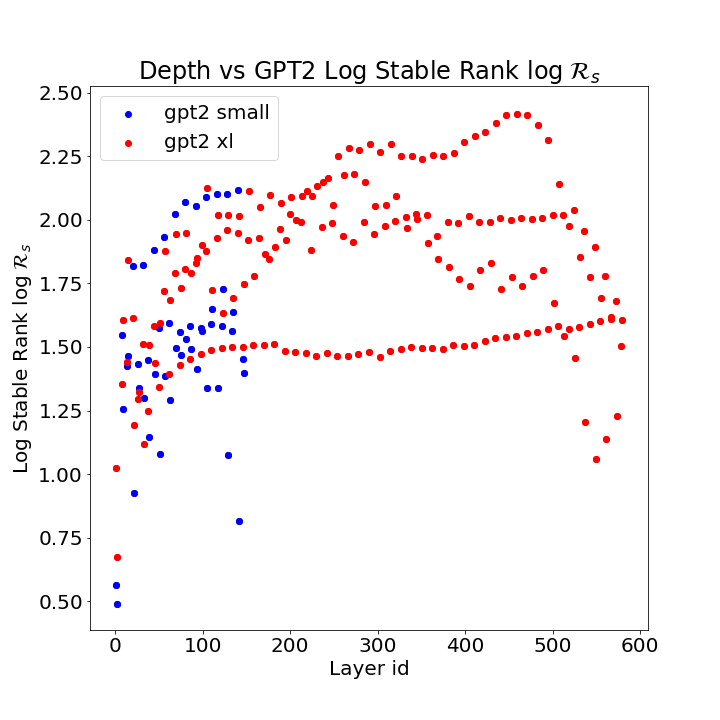 Depth vs GPT2 Log Stable Rank log ℛₛ
2.50
2.25
2.00
1.75
1.50
1.25
1.00
0.75
0.50
Log Stable Rank log ℛₛ
gpt2 small
gpt2 xl
0 100 200 300 400 500 600
Layer id